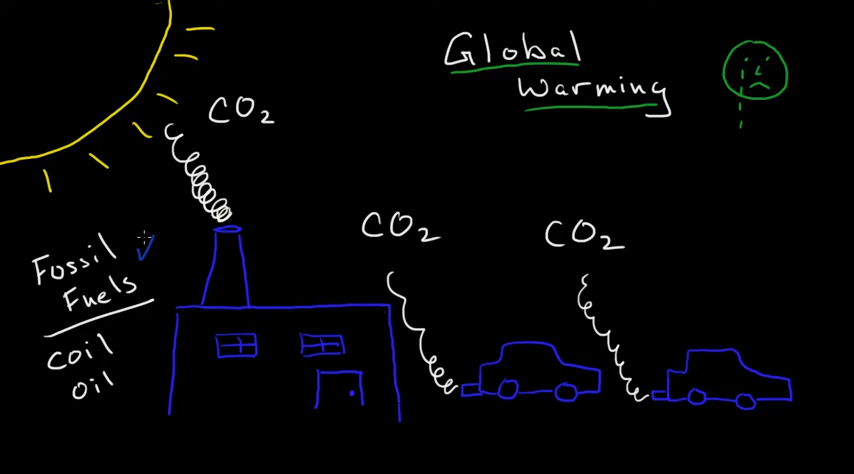 Global
Warming
CO2
CO2
CO2
Fossil
Fuels
Coil
Oil